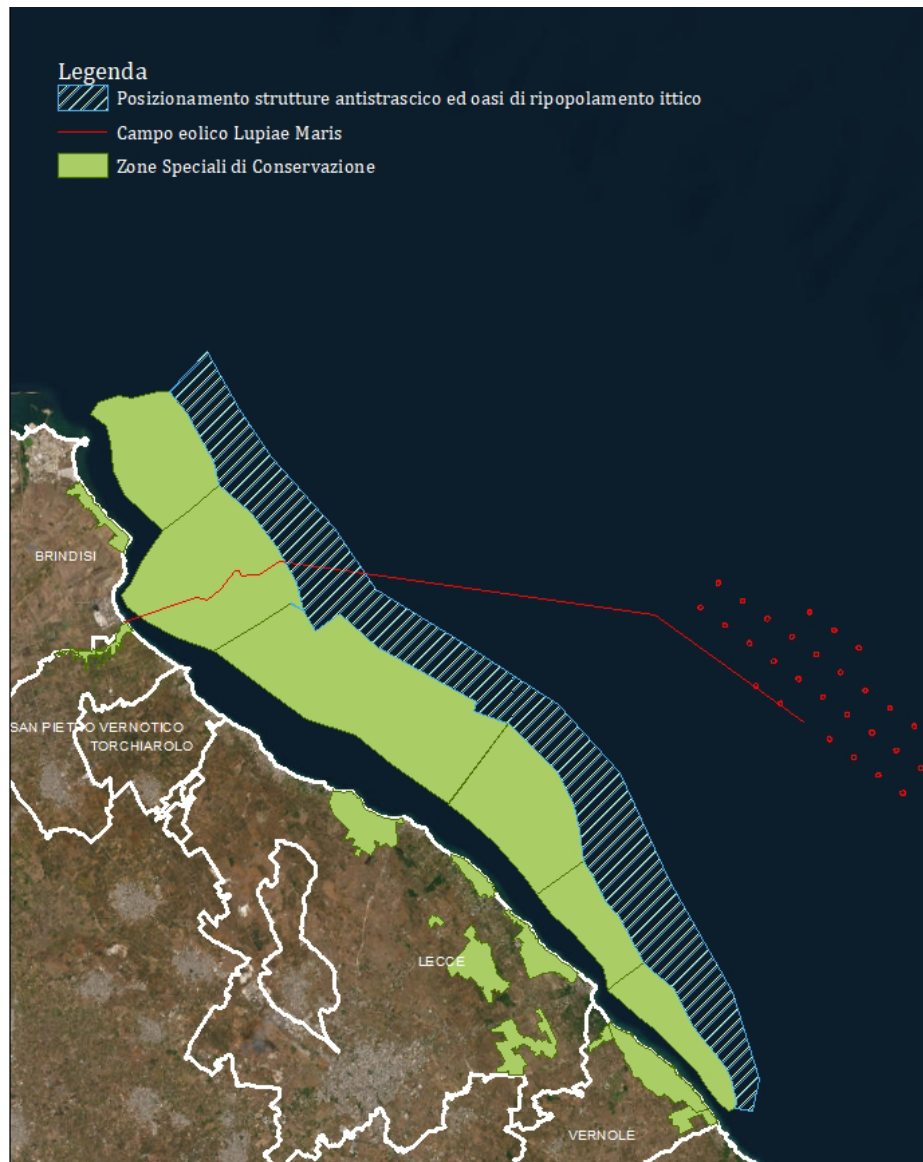 Legenda
Posizionamento strutture antistrascico ed oasi di ripopolamento ittico
Campo eolico Lupiae Maris
Zone Speciali di Conservazione
BRINDISI
SAN PIETRO VERNOTICO
TORCHIAROLO
LECCE
VERNOLE